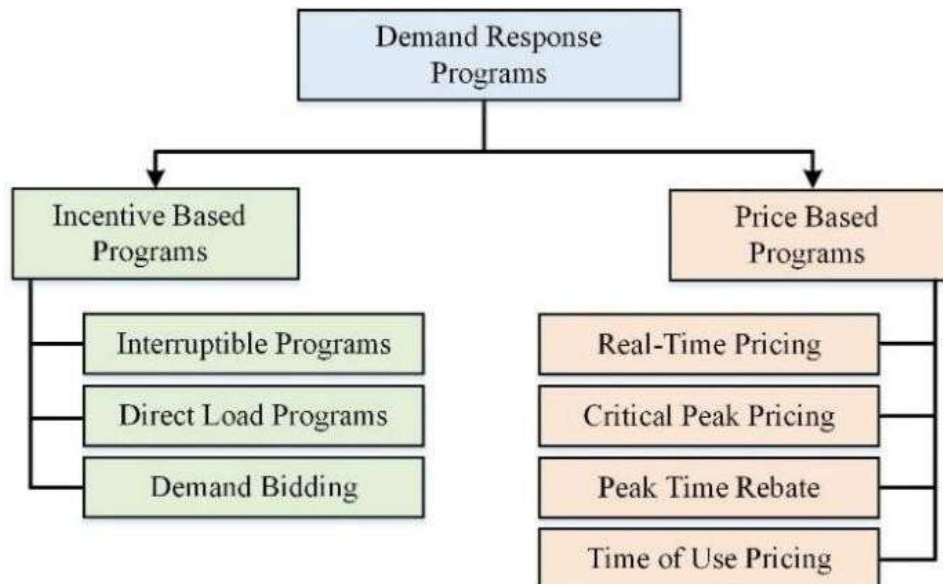 Demand Response
Programs
Incentive Based
Programs
Price Based
Programs
Interruptible Programs
Direct Load Programs
Demand Bidding
Real-Time Pricing
Critical Peak Pricing
Peak Time Rebate
Time of Use Pricing